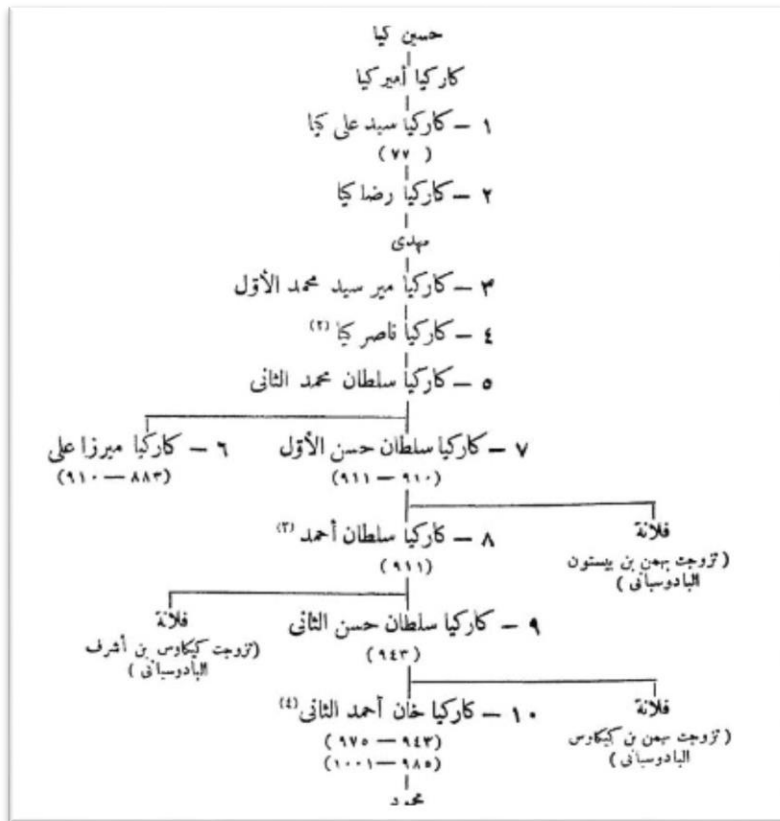 حسين كيا
كاركيا أمير كيا
١ – كاركيا سيد على كيا
( ٧٧ )
٢ – كاركيا رضا كيا
مهدى
٣ – كاركيا مير سيد محمد الأوّل
٤ – كاركيا ناصر كيا (٢)
٥ – كاركيا سلطان محمد الثانى
٧ – كاركيا سلطان حسن الأوّل
(٩١٠ – ٩١١)
٦ – كاركيا ميرزا على
(٨٨٣ – ٩١٠)
فلانة
(تزوجت بهمن بن بيستون
البادوسبانى)
٨ – كاركيا سلطان أحمد (٣)
(٩١١)
٩ – كاركيا سلطان حسن الثانى
(٩٤٣)
فلانة
(تزوجت كيكاوس بن أشرف
البادوسبانى)
فلانة
(تزوجت بهمن بن كيكاوس
البادوسبانى)
١٠ – كاركيا خان أحمد الثانى (٤)
(٩٤٣ – ٩٧٥)
(٩٨٥ – ١٠٠١)
محمود